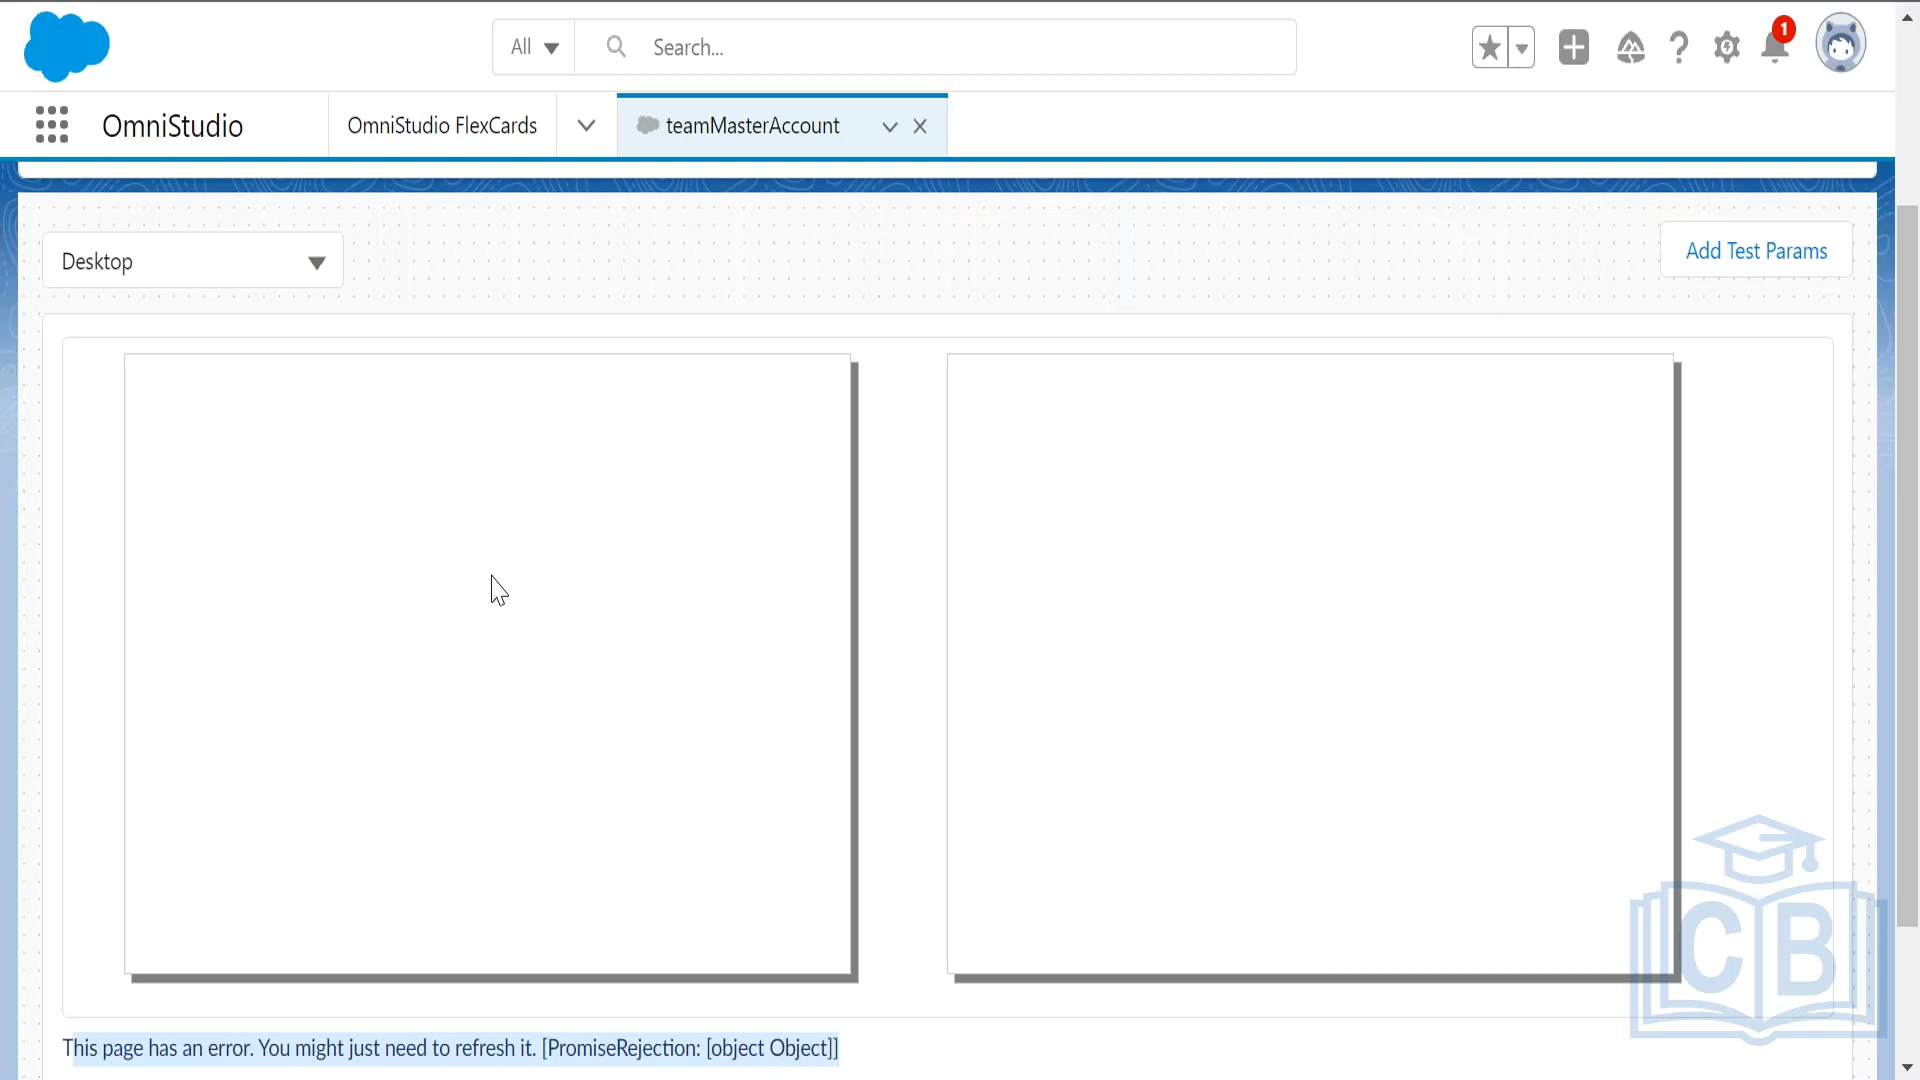 All
Search...
1
OmniStudio
OmniStudio FlexCards
teamMasterAccount
Desktop
Add Test Params
This page has an error. You might just need to refresh it. [PromiseRejection: [object Object]]
CB